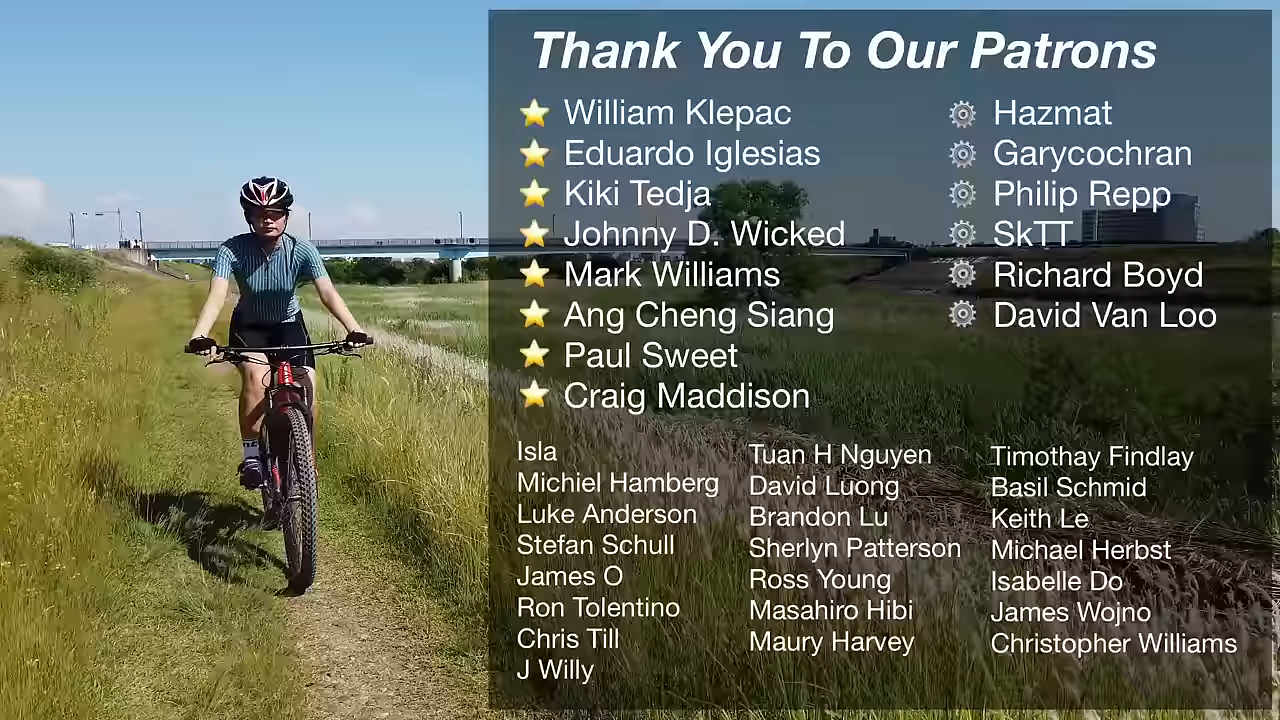 Thank You To Our Patrons
William Klepac
Eduardo Iglesias
Kiki Tedja
Johnny D. Wicked
Mark Williams
Ang Cheng Siang
Paul Sweet
Craig Maddison
Hazmat
Garycochran
Philip Repp
SkTT
Richard Boyd
David Van Loo
Isla
Michiel Hamberg
Luke Anderson
Stefan Schull
James O
Ron Tolentino
Chris Till
J Willy
Tuan H Nguyen
David Luong
Brandon Lu
Sherlyn Patterson
Ross Young
Masahiro Hibi
Maury Harvey
Timothay Findlay
Basil Schmid
Keith Le
Michael Herbst
Isabelle Do
James Wojno
Christopher Williams